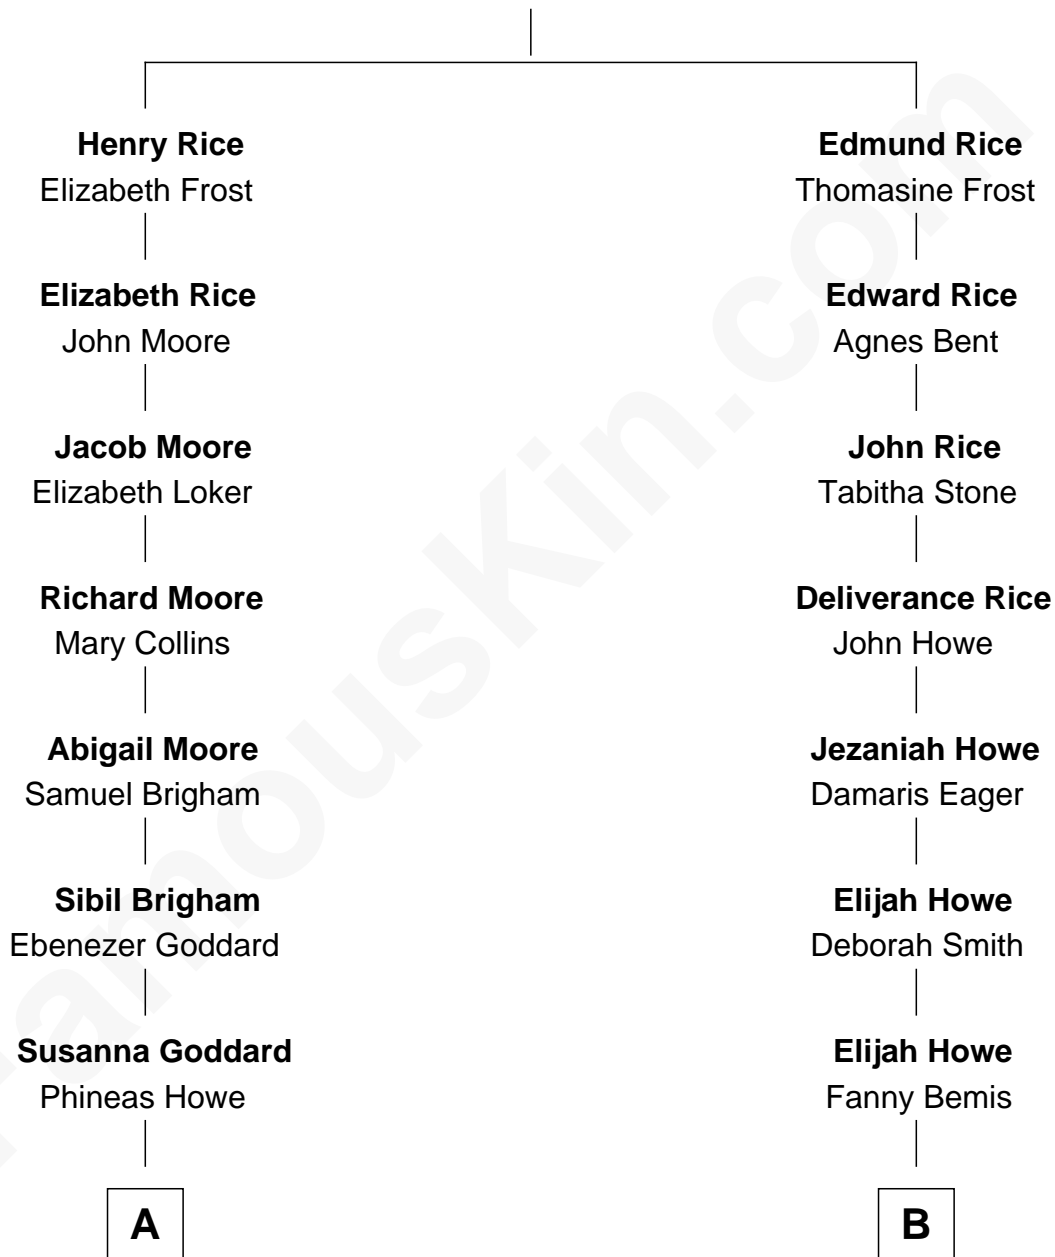 Henry Rice
Elizabeth Frost
Elizabeth Rice
John Moore
Jacob Moore
Elizabeth Loker
Richard Moore
Mary Collins
Abigail Moore
Samuel Brigham
Sibil Brigham
Ebenezer Goddard
Susanna Goddard
Phineas Howe
A
Edmund Rice
Thomasine Frost
Edward Rice
Agnes Bent
John Rice
Tabitha Stone
Deliverance Rice
John Howe
Jezaniah Howe
Damaris Eager
Elijah Howe
Deborah Smith
Elijah Howe
Fanny Bemis
B
FamousKin.com